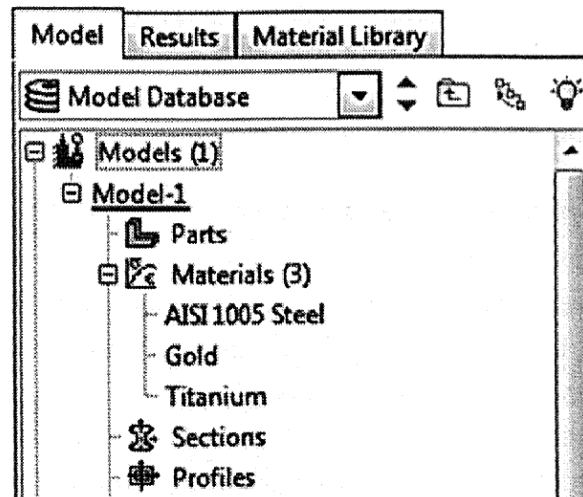 Model Results Material Library
Model Database
Models (1)
Model-1
Parts
Materials (3)
AISI 1005 Steel
Gold
Titanium
Sections
Profiles